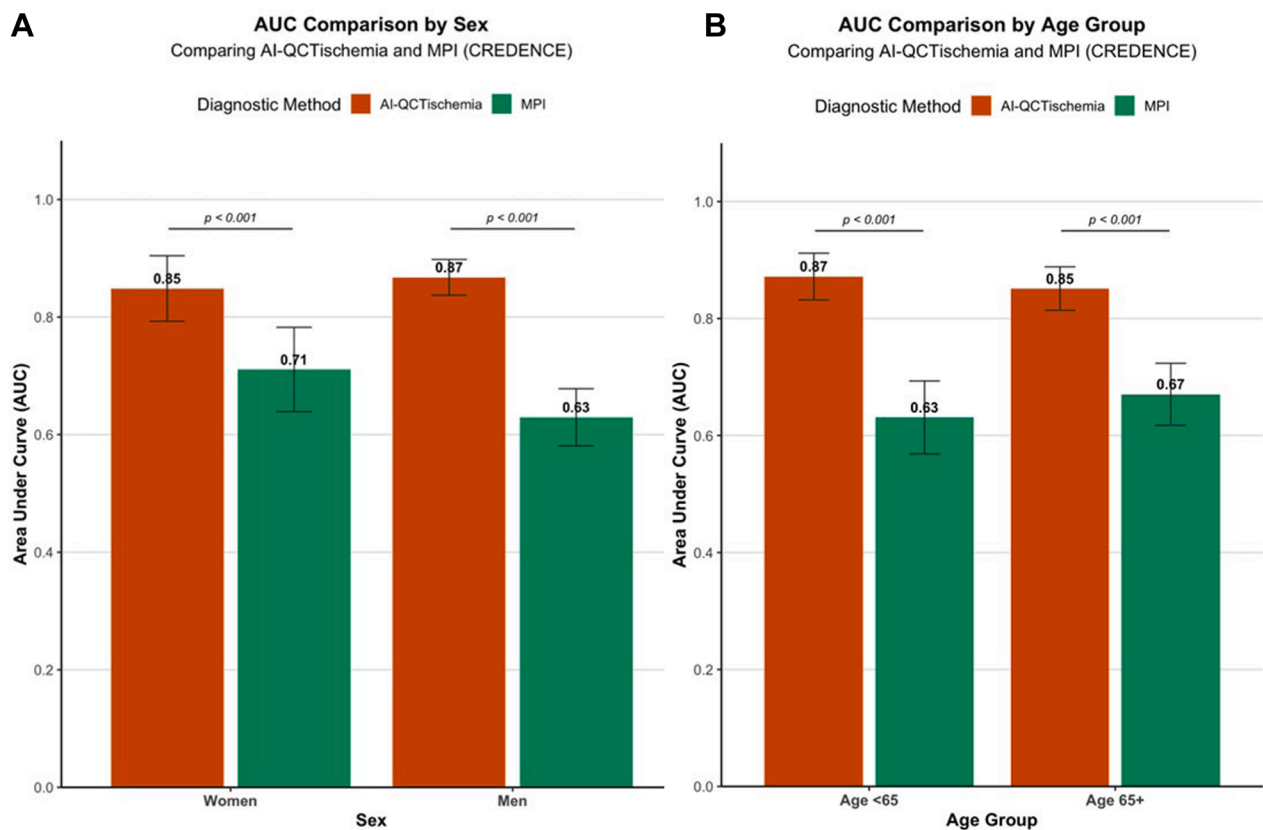 A
AUC Comparison by Sex
Comparing AI-QCTischemia and MPI (CREDENCE)
Diagnostic Method AI-QCTischemia MPI
Area Under Curve (AUC)
1.0
0.8
0.6
0.4
0.2
0.0
p < 0.001
p < 0.001
0.85
0.71
0.87
0.63
Women
Men
Sex
B
AUC Comparison by Age Group
Comparing AI-QCTischemia and MPI (CREDENCE)
Diagnostic Method AI-QCTischemia MPI
Area Under Curve (AUC)
1.0
0.8
0.6
0.4
0.2
0.0
p < 0.001
p < 0.001
0.87
0.63
0.85
0.67
Age <65
Age 65+
Age Group